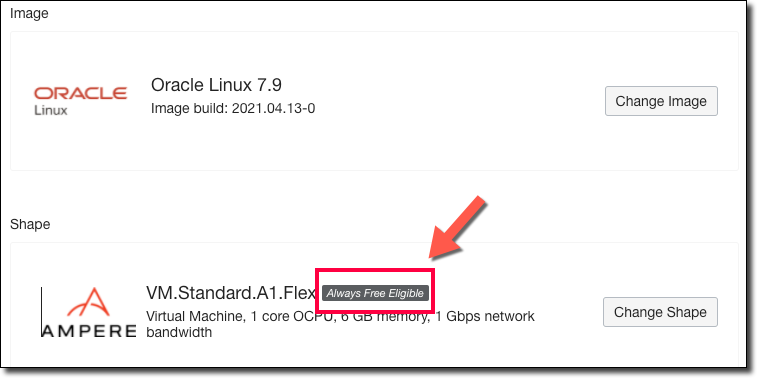 Image
ORACLE
Linux
Oracle Linux 7.9
Image build: 2021.04.13-0
Change Image
Shape
AMPERE
VM.Standard.A1.Flex Always Free Eligible
Virtual Machine, 1 core OCPU, 6 GB memory, 1 Gbps network
bandwidth
Change Shape